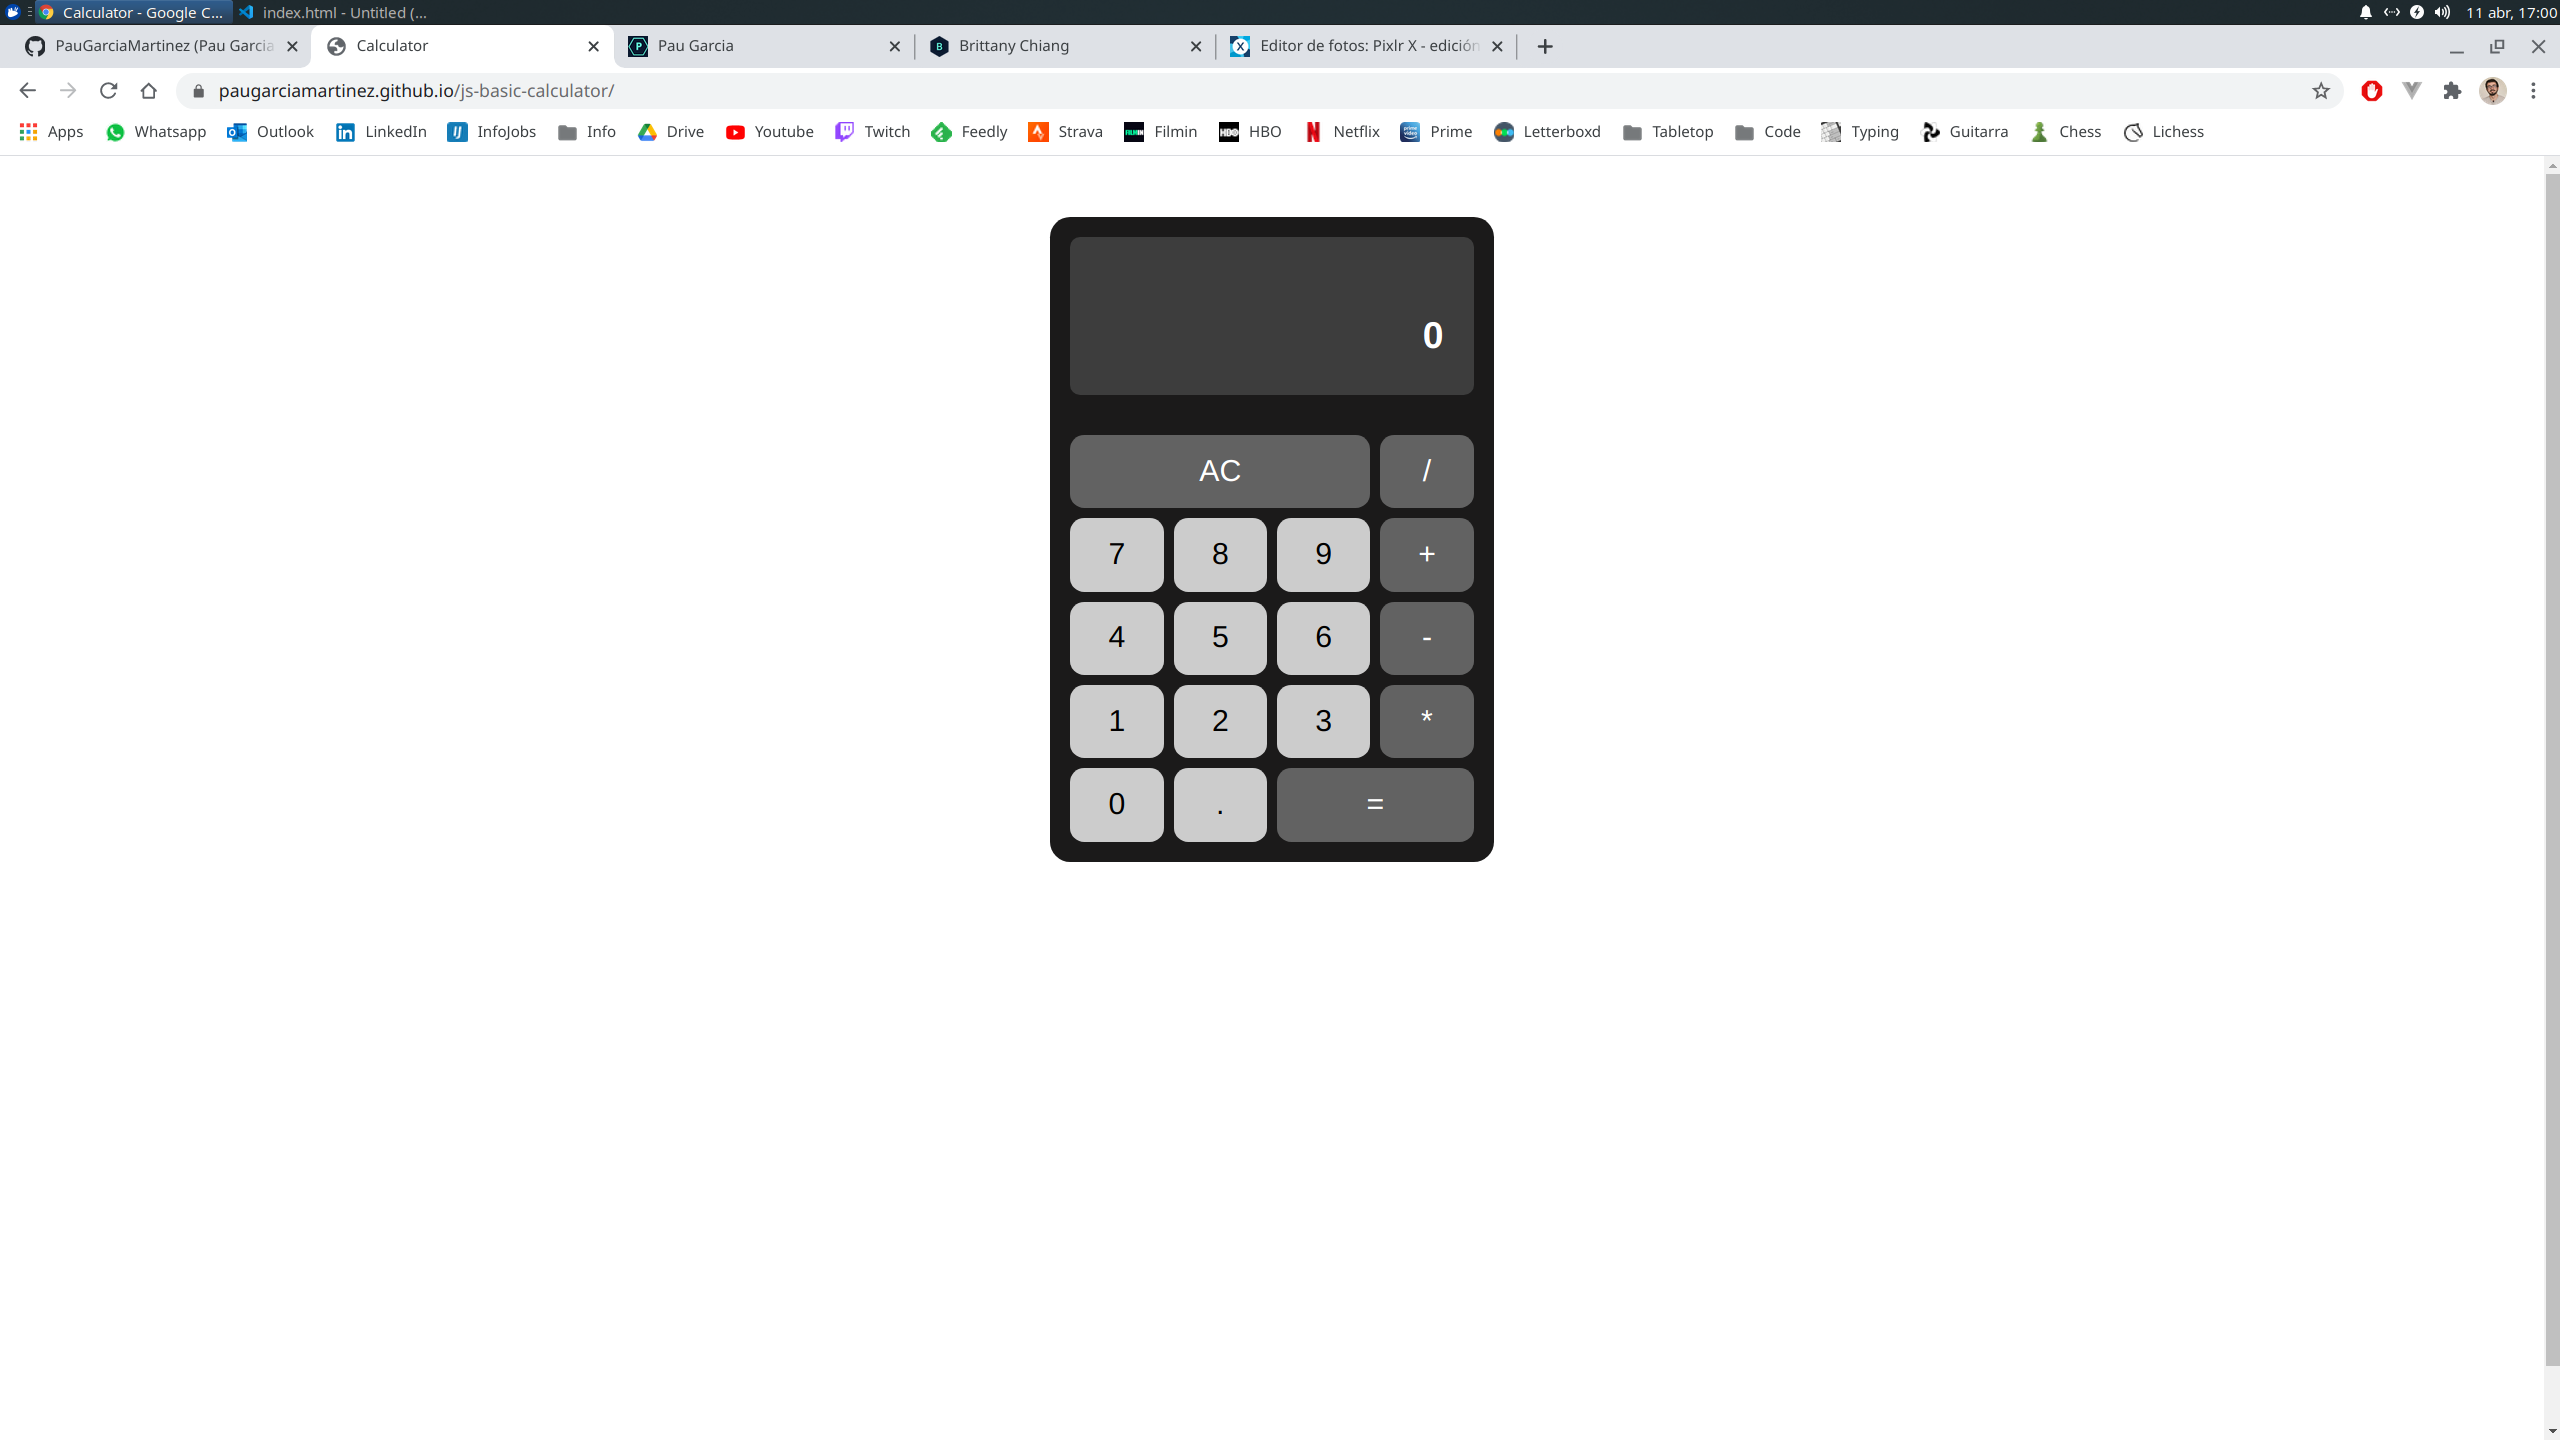 Calculator - Google C... index.html - Untitled (... 11 abr, 17:00
PauGarciaMartinez (Pau Garcia Calculator Pau Garcia Brittany Chiang Editor de fotos: Pixlr X - edición
paugarciamartinez.github.io/js-basic-calculator/
Apps Whatsapp Outlook LinkedIn InfoJobs Info Drive Youtube Twitch Feedly Strava Filmin HBO Netflix Prime Letterboxd Tabletop Code Typing Guitarra Chess Lichess
0
AC /
7 8 9 +
4 5 6 -
1 2 3 *
0 . =